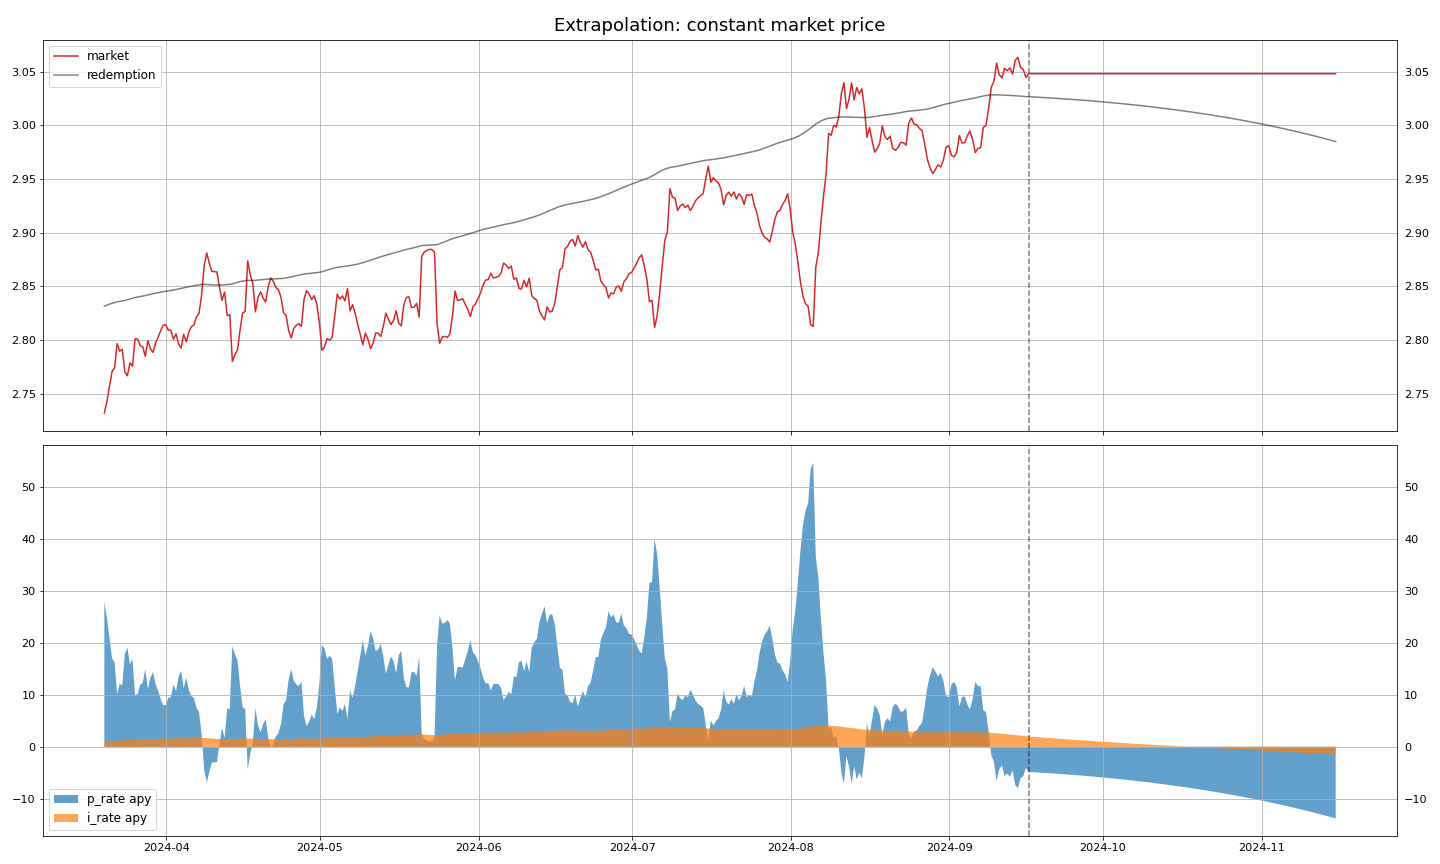 Extrapolation: constant market price
market
redemption
3.05 3.05
3.00 3.00
2.95 2.95
2.90 2.90
2.85 2.85
2.80 2.80
2.75 2.75
50 50
40 40
30 30
20 20
10 10
0 0
−10 −10
p_rate apy
i_rate apy
2024-04 2024-05 2024-06 2024-07 2024-08 2024-09 2024-10 2024-11